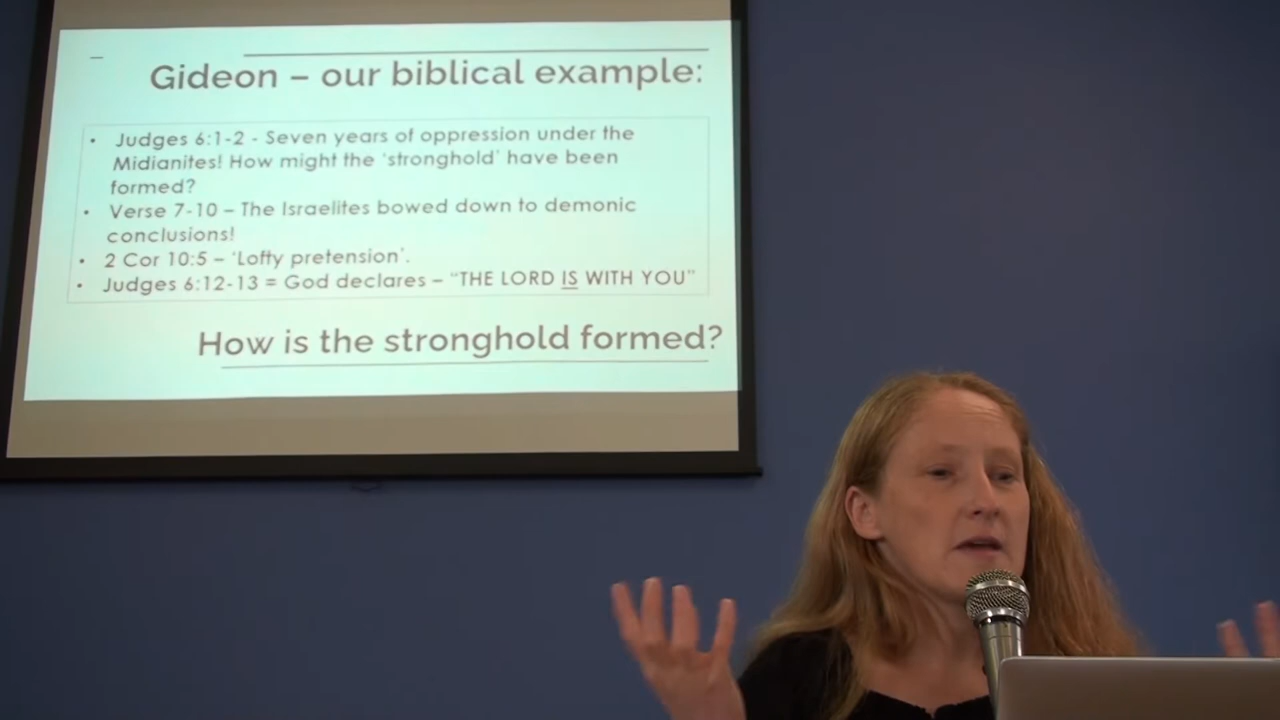 Gideon – our biblical example:
• Judges 6:1-2 - Seven years of oppression under the
Midianites! How might the ‘stronghold’ have been
formed?
• Verse 7-10 – The Israelites bowed down to demonic
conclusions!
• 2 Cor 10:5 – ‘Lofty pretension’.
• Judges 6:12-13 = God declares – “THE LORD IS WITH YOU”
How is the stronghold formed?